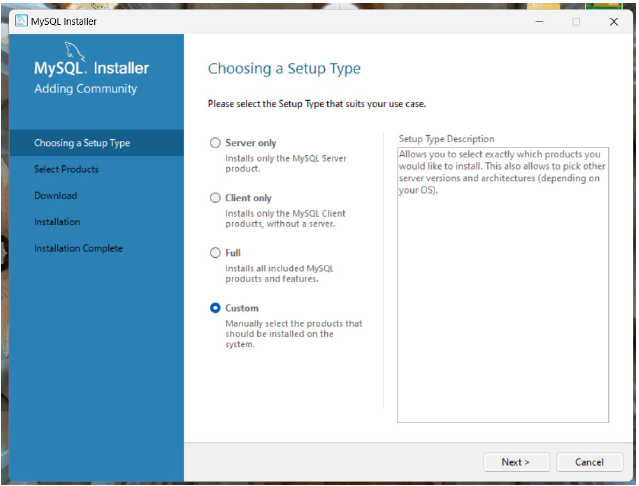 MySQL Installer
MySQL. Installer
Adding Community
Choosing a Setup Type
Select Products
Download
Installation
Installation Complete
Choosing a Setup Type
Please select the Setup Type that suits your use case.
Server only
Installs only the MySQL Server
product.
Client only
Installs only the MySQL Client
products, without a server.
Full
Installs all included MySQL
products and features.
Custom
Manually select the products that
should be installed on the
system.
Setup Type Description
Allows you to select exactly which products you
would like to install. This also allows to pick other
server versions and architectures (depending on
your OS).
Next >
Cancel